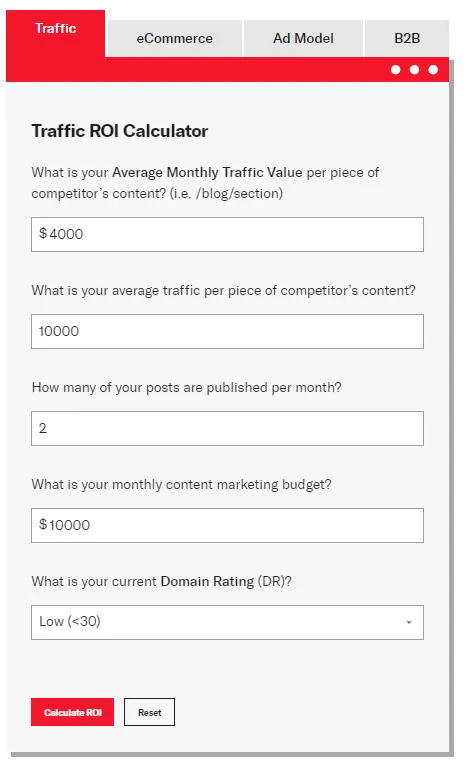 Traffic
eCommerce
Ad Model
B2B
Traffic ROI Calculator
What is your Average Monthly Traffic Value per piece of
competitor's content? (i.e. /blog/section)
$4000
What is your average traffic per piece of competitor's content?
10000
How many of your posts are published per month?
2
What is your monthly content marketing budget?
$10000
What is your current Domain Rating (DR)?
Low (<30)
Calculate ROI
Reset